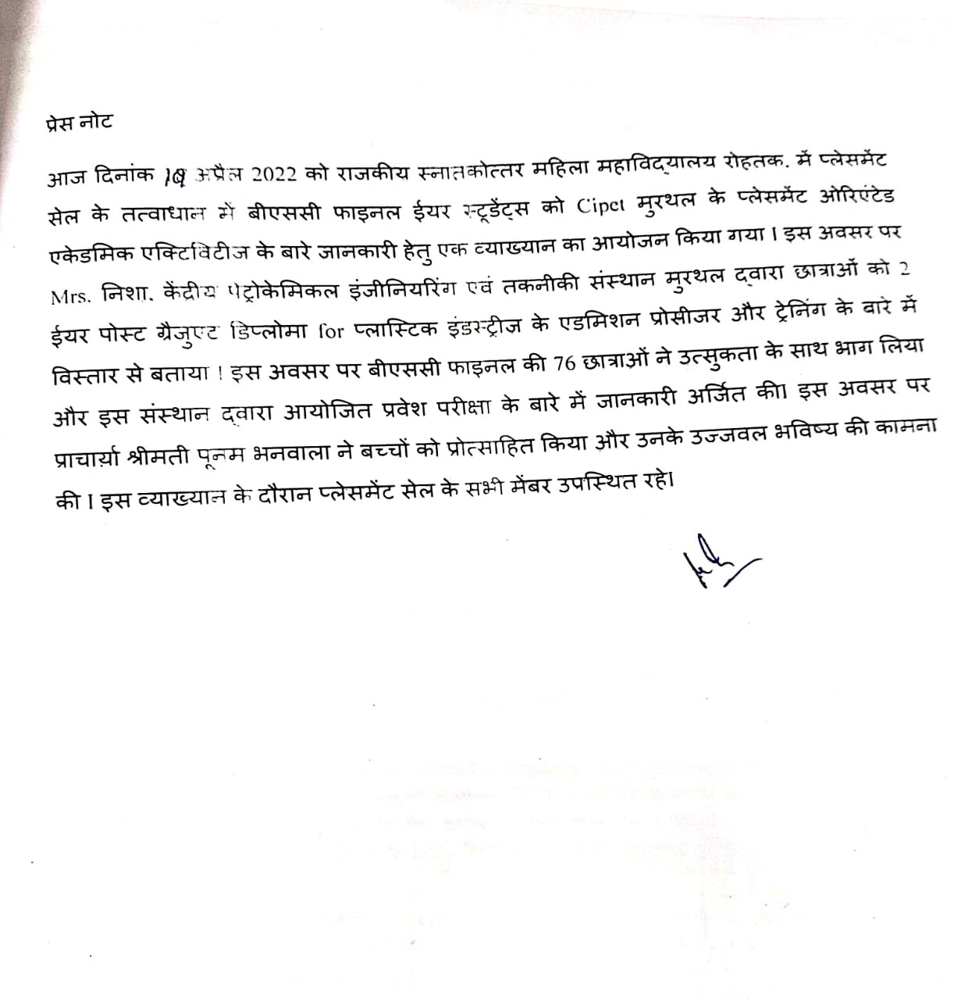 प्रेस नोट
आज दिनांक अप्रैल 2022 को राजकीय स्नातकोत्तर महिला महाविद्यालय रोहतक. में प्लेसमेंट
सेल के तत्वाधान में बीएससी फाइनल ईयर स्टूडेंट्स को Cipet मुरथल के प्लेसमेंट ओरिएंटेड
एकेडमिक एक्टिविटीज के बारे जानकारी हेतु एक व्याख्यान का आयोजन किया गया । इस अवसर पर
Mrs. निशा. केंद्रीय पेट्रोकेमिकल इंजीनियरिंग एवं तकनीकी संस्थान मुरथल द्वारा छात्राओं को 2
ईयर पोस्ट ग्रैजुएट डिप्लोमा for प्लास्टिक इंडस्ट्रीज के एडमिशन प्रोसीजर और ट्रेनिंग के बारे में
विस्तार से बताया ! इस अवसर पर बीएससी फाइनल की 76 छात्राओं ने उत्सुकता के साथ भाग लिया
और इस संस्थान द्वारा आयोजित प्रवेश परीक्षा के बारे में जानकारी अर्जित की। इस अवसर पर
प्राचार्या श्रीमती पूनम भनवाला ने बच्चों को प्रोत्साहित किया और उनके उज्जवल भविष्य की कामना
की । इस व्याख्यान के दौरान प्लेसमेंट सेल के सभी मेंबर उपस्थित रहे।